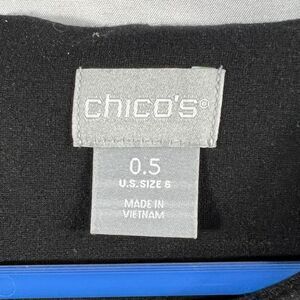 chico's®
0.5
U.S. SIZE 6
MADE IN
VIETNAM